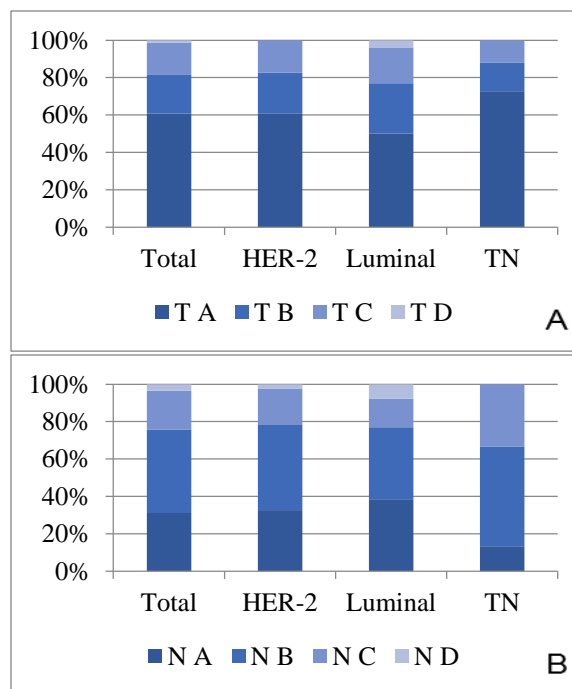 100%
80%
60%
40%
20%
0%
Total HER-2 Luminal TN
T A T B T C T D
A
100%
80%
60%
40%
20%
0%
Total HER-2 Luminal TN
N A N B N C N D
B